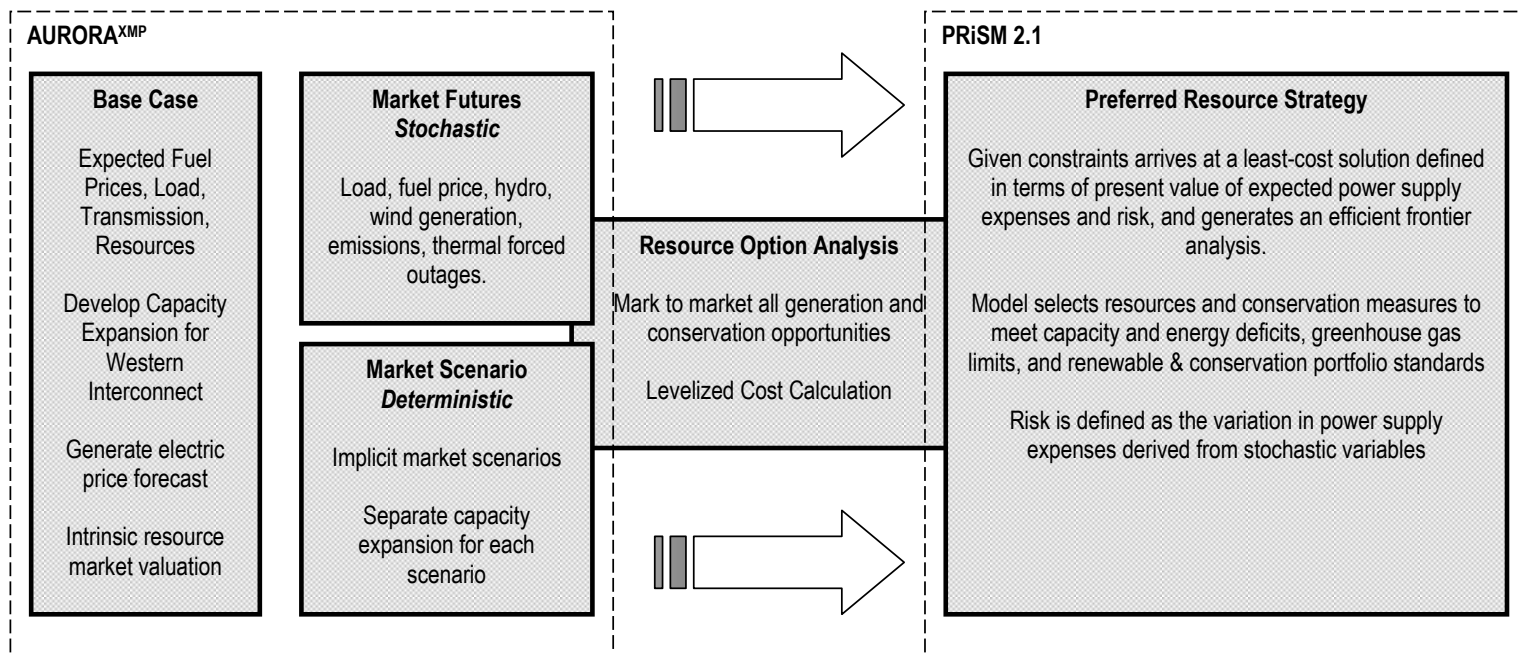 AURORAXMP
Base Case
Expected Fuel
Prices, Load,
Transmission,
Resources
Develop Capacity
Expansion for
Western
Interconnect
Generate electric
price forecast
Intrinsic resource
market valuation
Market Futures
Stochastic
Load, fuel price, hydro,
wind generation,
emissions, thermal forced
outages.
Market Scenario
Deterministic
Implicit market scenarios
Separate capacity
expansion for each
scenario
Resource Option Analysis
Mark to market all generation and
conservation opportunities
Levelized Cost Calculation
PRiSM 2.1
Preferred Resource Strategy
Given constraints arrives at a least-cost solution defined
in terms of present value of expected power supply
expenses and risk, and generates an efficient frontier
analysis.
Model selects resources and conservation measures to
meet capacity and energy deficits, greenhouse gas
limits, and renewable & conservation portfolio standards
Risk is defined as the variation in power supply
expenses derived from stochastic variables